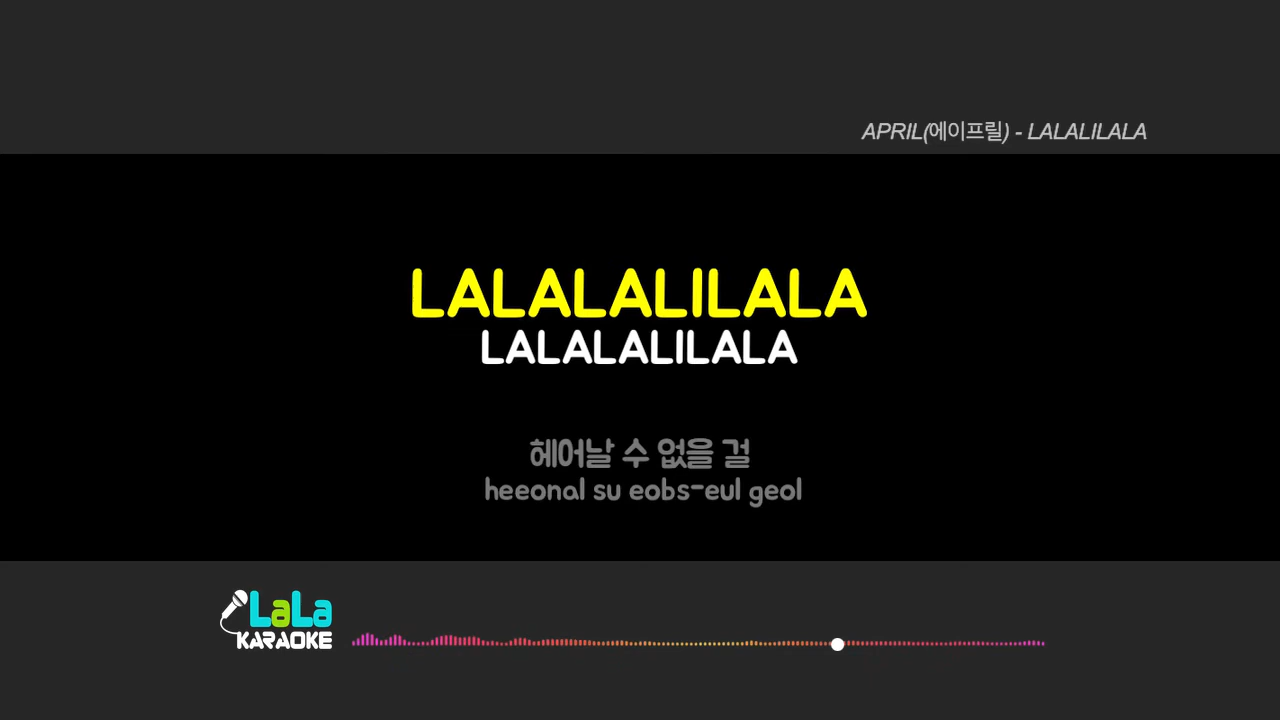 APRIL(에이프릴) - LALALILALA
LALALALILALA
LALALALILALA
헤어날 수 없을 걸
heeonal su eobs-eul geol
LaLa
KARAOKE